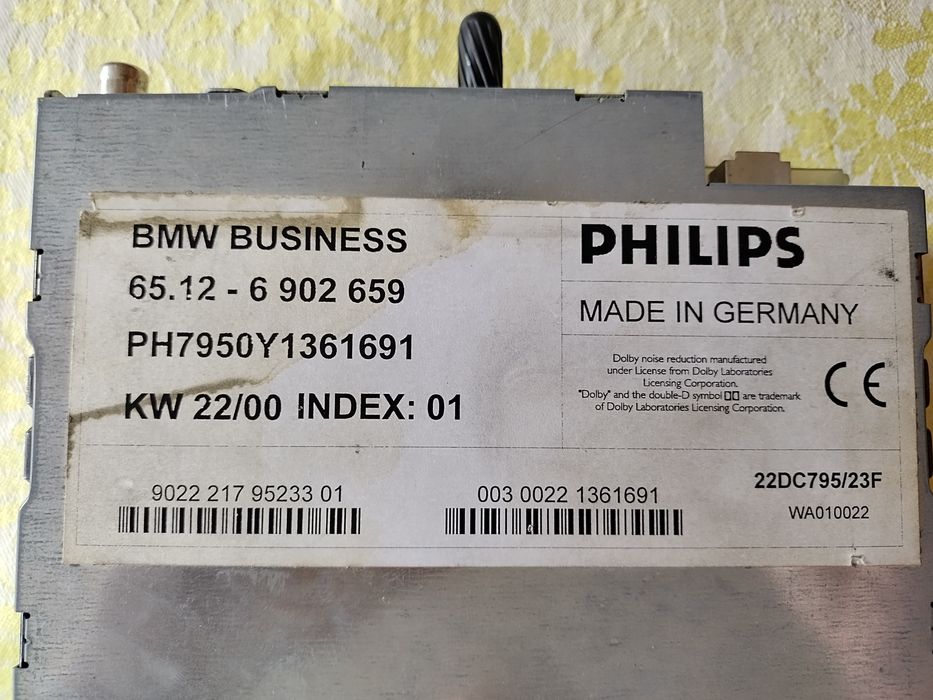 BMW BUSINESS
65.12 - 6 902 659
PH7950Y1361691
KW 22/00 INDEX: 01
PHILIPS
MADE IN GERMANY
Dolby noise reduction manufactured
under License from Dolby Laboratories
Licensing Corporation.
"Dolby" and the double-D symbol ▯▯ are trademark
of Dolby Laboratories Licensing Corporation.
CE
9022 217 95233 01
003 0022 1361691
22DC795/23F
WA010022